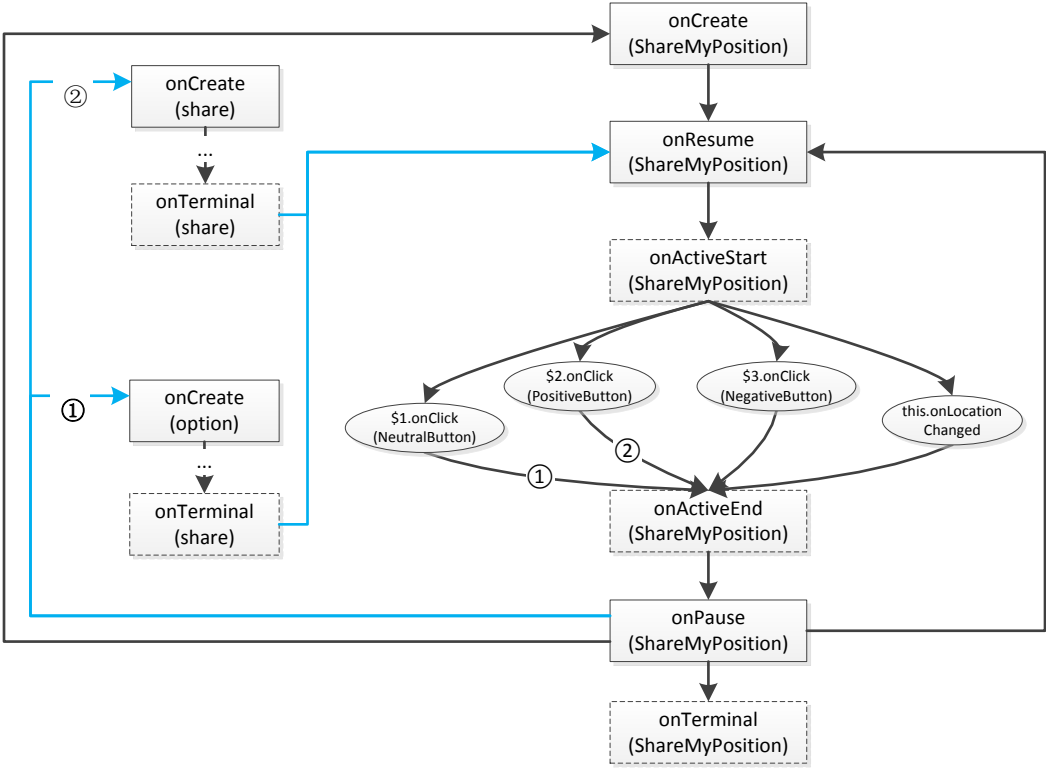 onCreate
(ShareMyPosition)
②
onCreate
(share)
...
onTerminal
(share)
onResume
(ShareMyPosition)
onActiveStart
(ShareMyPosition)
$1.onClick
(NeutralButton)
$2.onClick
(PositiveButton)
$3.onClick
(NegativeButton)
this.onLocation
Changed
①
②
①
onCreate
(option)
...
onTerminal
(share)
onActiveEnd
(ShareMyPosition)
onPause
(ShareMyPosition)
onTerminal
(ShareMyPosition)